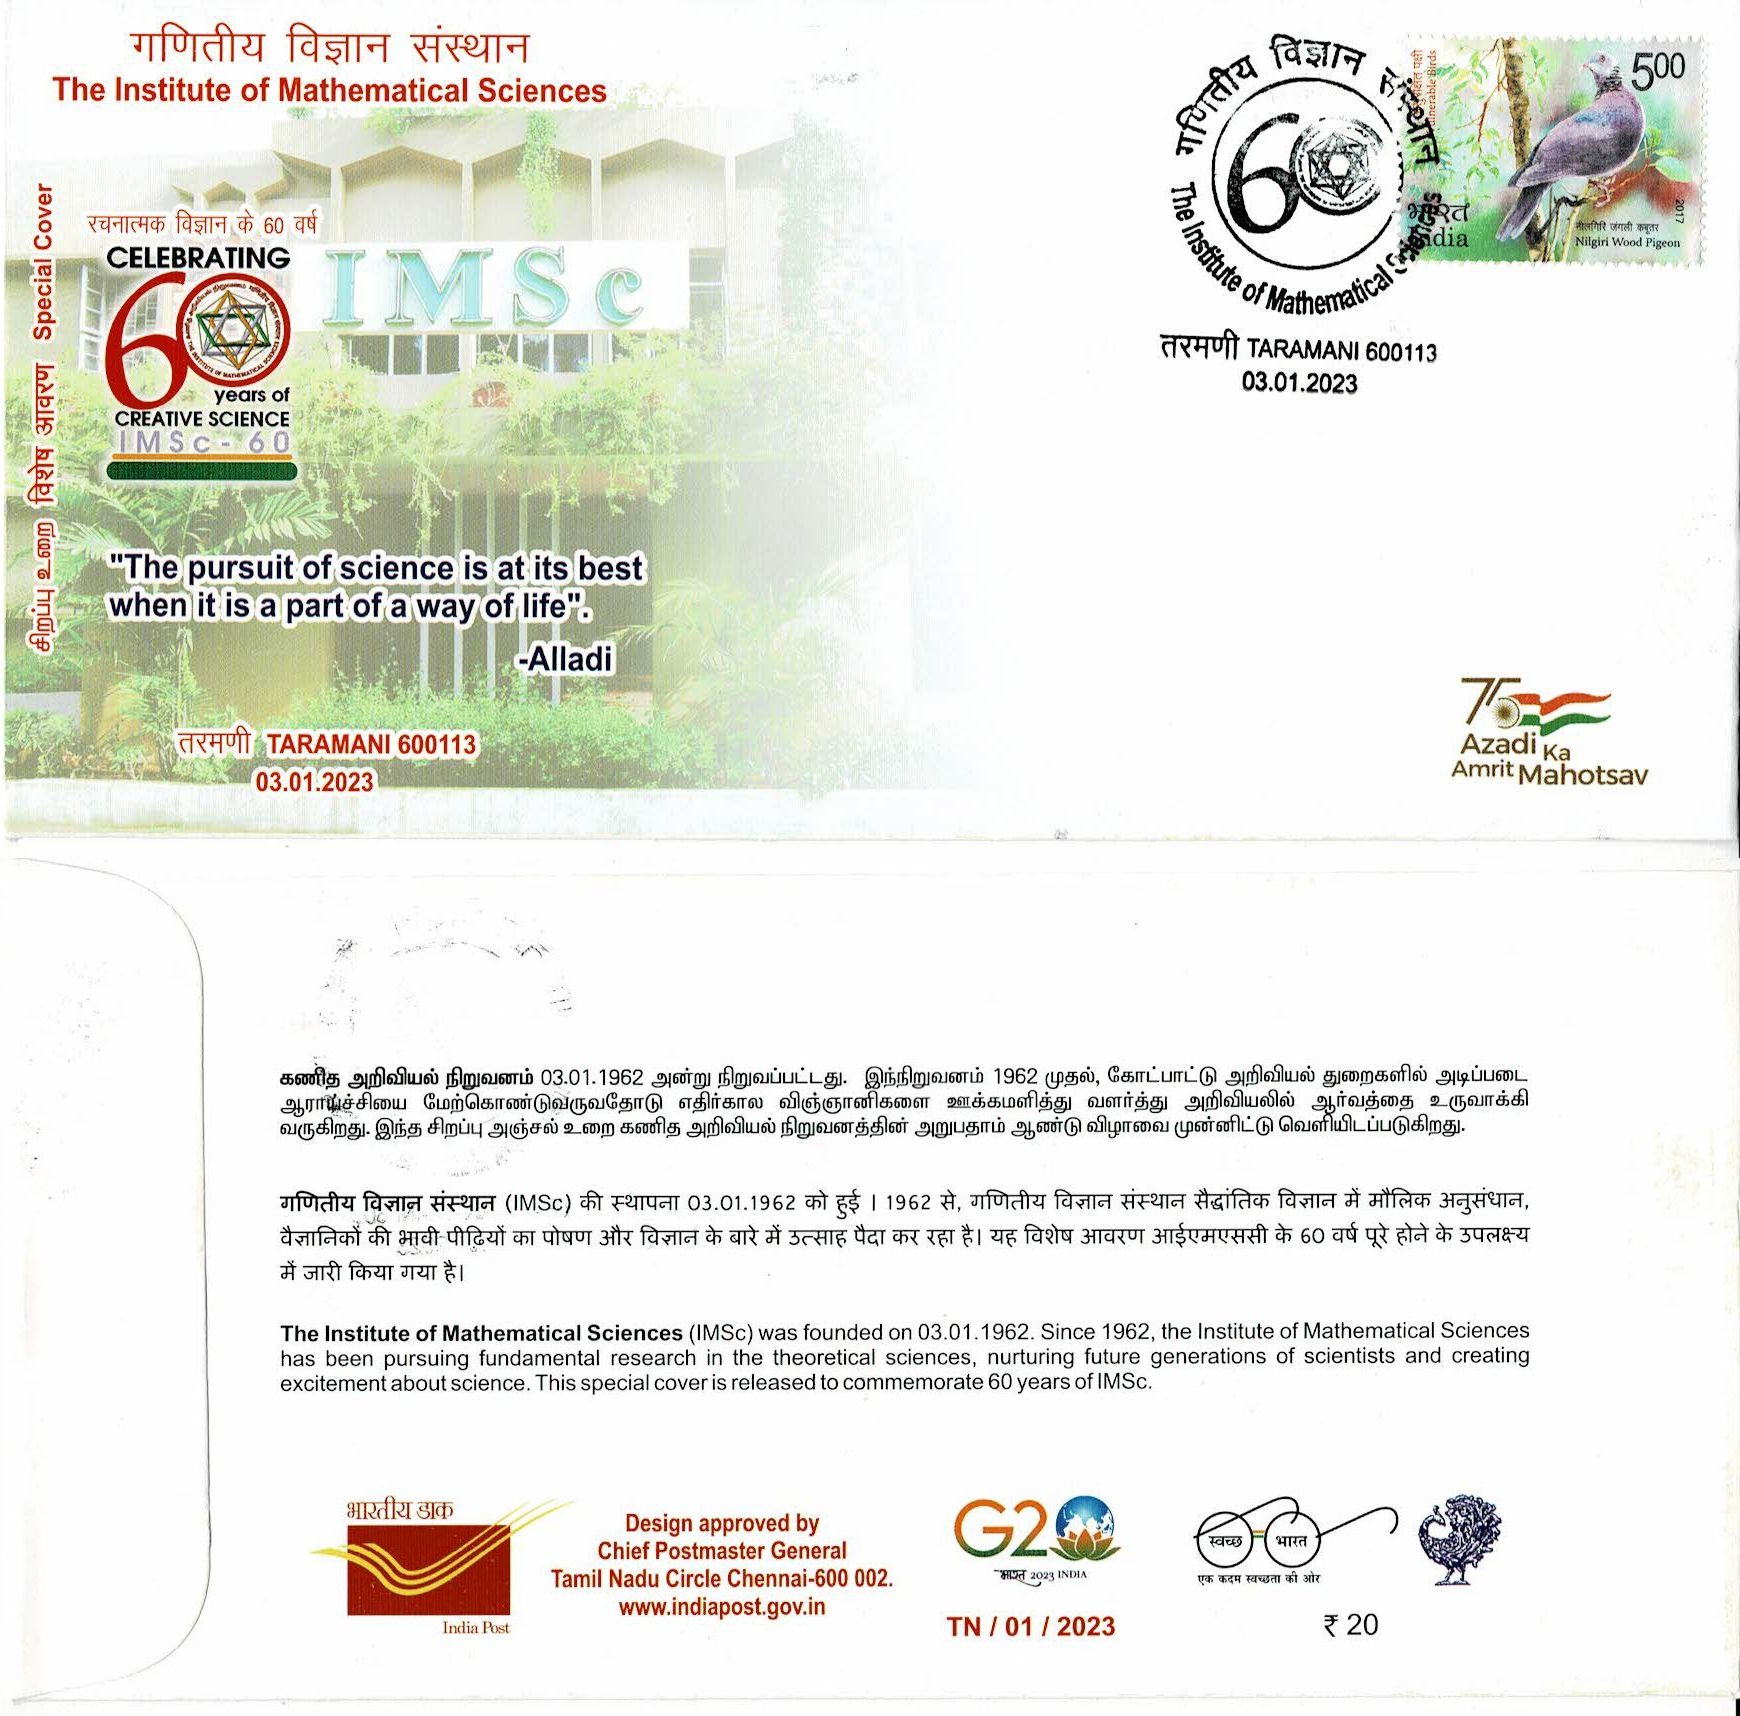 गणितीय विज्ञान संस्थान
The Institute of Mathematical Sciences
சிறப்பு உறை विशेष आवरण Special Cover
रचनात्मक विज्ञान के 60 वर्ष
CELEBRATING
60
years of
CREATIVE SCIENCE
IMSc-60
IMSc
"The pursuit of science is at its best
when it is a part of a way of life".
-Alladi
तरमणी TARAMANI 600113
03.01.2023
गणितीय विज्ञान संस्थान
60
The Institute of Mathematical Sciences
तरमणी TARAMANI 600113
03.01.2023
500
भारत
India
2017
नीलगिरि जंगली कबूतर
Nilgiri Wood Pigeon
75
Azadi Ka
Amrit Mahotsav
கணித அறிவியல் நிறுவனம் 03.01.1962 அன்று நிறுவப்பட்டது. இந்நிறுவனம் 1962 முதல், கோட்பாட்டு அறிவியல் துறைகளில் அடிப்படை
ஆராய்ச்சியை மேற்கொண்டுவருவதோடு எதிர்கால விஞ்ஞானிகளை ஊக்கமளித்து வளர்த்து அறிவியலில் ஆர்வத்தை உருவாக்கி
வருகிறது. இந்த சிறப்பு அஞ்சல் உறை கணித அறிவியல் நிறுவனத்தின் அறுபதாம் ஆண்டு விழாவை முன்னிட்டு வெளியிடப்படுகிறது.
गणितीय विज्ञान संस्थान (IMSc) की स्थापना 03.01.1962 को हुई । 1962 से, गणितीय विज्ञान संस्थान सैद्धांतिक विज्ञान में मौलिक अनुसंधान,
वैज्ञानिकों की भावी पीढ़ियों का पोषण और विज्ञान के बारे में उत्साह पैदा कर रहा है। यह विशेष आवरण आईएमएससी के 60 वर्ष पूरे होने के उपलक्ष्य
में जारी किया गया है।
The Institute of Mathematical Sciences (IMSc) was founded on 03.01.1962. Since 1962, the Institute of Mathematical Sciences
has been pursuing fundamental research in the theoretical sciences, nurturing future generations of scientists and creating
excitement about science. This special cover is released to commemorate 60 years of IMSc.
भारतीय डाक
India Post
Design approved by
Chief Postmaster General
Tamil Nadu Circle Chennai-600 002.
www.indiapost.gov.in
G20
भारत 2023 INDIA
TN / 01 / 2023
स्वच्छ भारत
एक कदम स्वच्छता की ओर
₹ 20